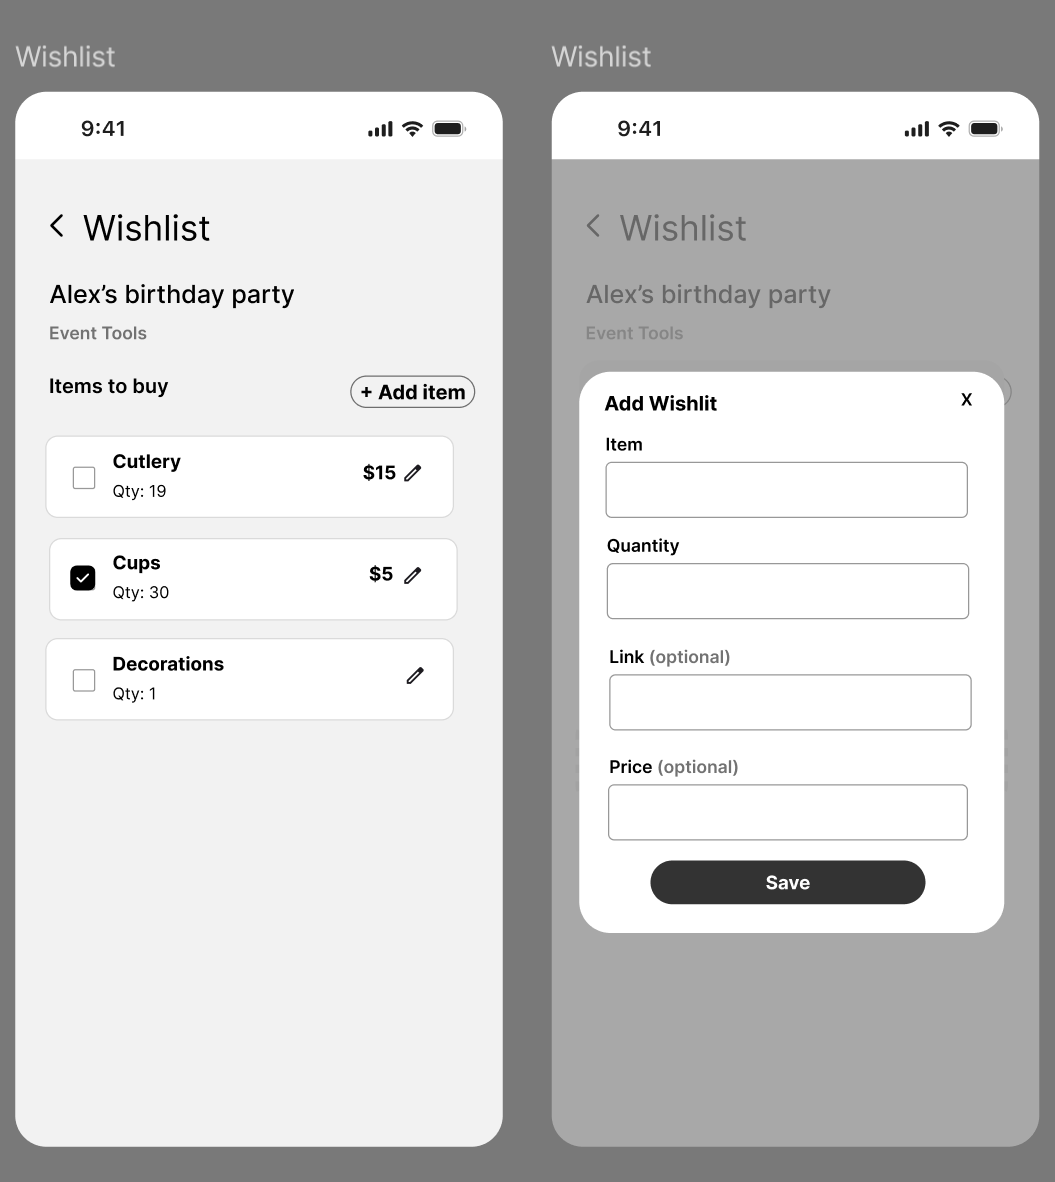 Wishlist
9:41
Wishlist
Alex’s birthday party
Event Tools
Items to buy
+ Add item
Cutlery
Qty: 19
$15
Cups
Qty: 30
$5
Decorations
Qty: 1
Wishlist
9:41
Wishlist
Alex’s birthday party
Event Tools
Add Wishlit
X
Item
Quantity
Link (optional)
Price (optional)
Save